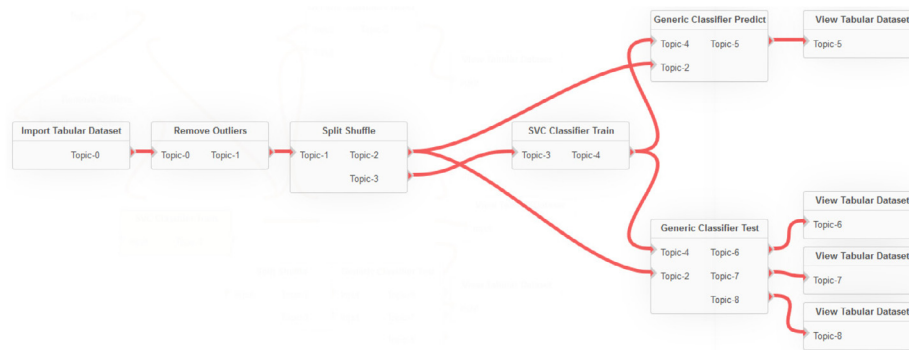 Generic Classifier Predict
Topic-4 Topic-5
Topic-2
View Tabular Dataset
Topic-5
Import Tabular Dataset
Topic-0
Remove Outliers
Topic-0 Topic-1
Split Shuffle
Topic-1 Topic-2
Topic-3
SVC Classifier Train
Topic-3 Topic-4
Generic Classifier Test
Topic-4 Topic-6
Topic-2 Topic-7
Topic-8
View Tabular Dataset
Topic-6
View Tabular Dataset
Topic-7
View Tabular Dataset
Topic-8